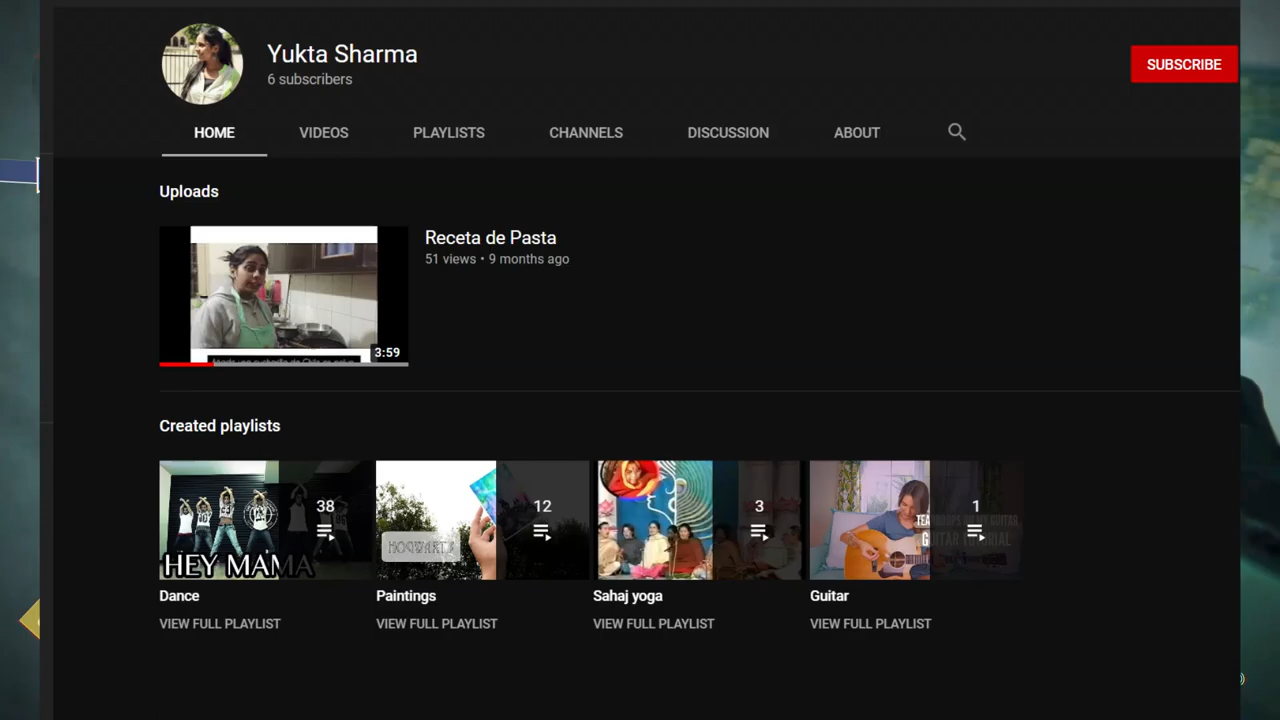 Yukta Sharma
6 subscribers
SUBSCRIBE
HOME VIDEOS PLAYLISTS CHANNELS DISCUSSION ABOUT
Uploads
Receta de Pasta
51 views • 9 months ago
3:59
Created playlists
38
HEY MAMA
12
HOGWARTS
3
1
GUITAR
Dance Paintings Sahaj yoga Guitar
VIEW FULL PLAYLIST VIEW FULL PLAYLIST VIEW FULL PLAYLIST VIEW FULL PLAYLIST